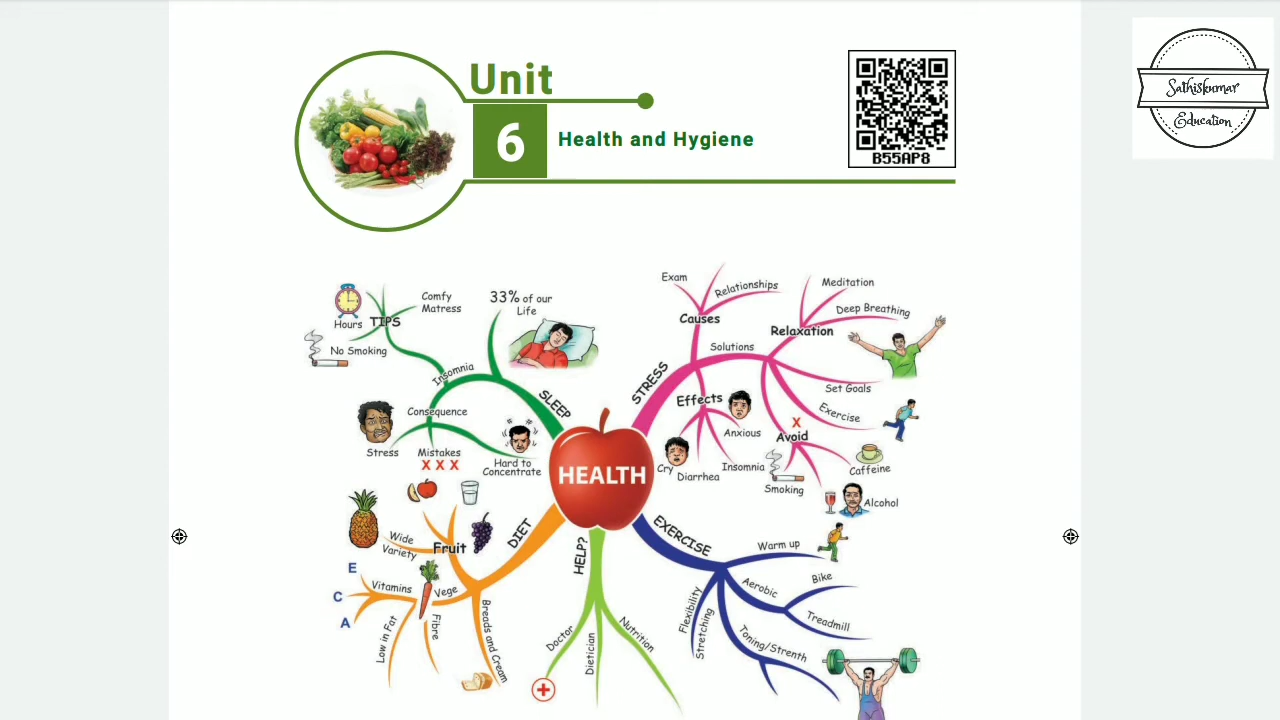 Unit
6
Health and Hygiene
B55AP8
Sathiskumar
Education
HEALTH
SLEEP
33% of our
Life
Insomnia
TIPS
Hours
Comfy
Matress
No Smoking
Consequence
Stress
Mistakes
X X X
Hard to
Concentrate
STRESS
Causes
Exam
Relationships
Solutions
Relaxation
Meditation
Deep Breathing
Set Goals
Exercise
X
Avoid
Caffeine
Smoking
Alcohol
Effects
Anxious
Insomnia
Diarrhea
Cry
DIET
Fruit
Wide
Variety
Vege
Vitamins
E
C
A
Low in Fat
Fibre
Breads and Cream
HELP?
Doctor
Dietician
Nutrition
EXERCISE
Warm up
Aerobic
Bike
Treadmill
Toning/Strenth
Flexibility
Stretching